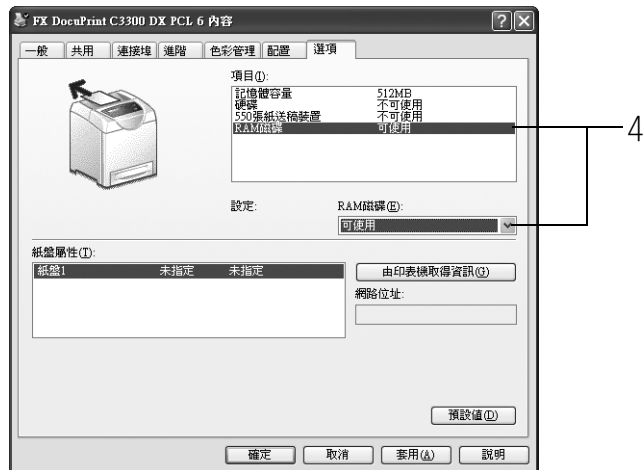 FX DocuPrint C3300 DX PCL 6 內容
一般 共用 連接埠 進階 色彩管理 配置 選項
項目(I):
記憶體容量 512MB
硬碟 不可使用
550張紙送稿裝置 不可使用
RAM磁碟 可使用
4
設定: RAM磁碟(E):
可使用
紙盤屬性(T):
紙盤1 未指定 未指定
由印表機取得資訊(G)
網路位址:
預設值(D)
確定 取消 套用(A) 說明